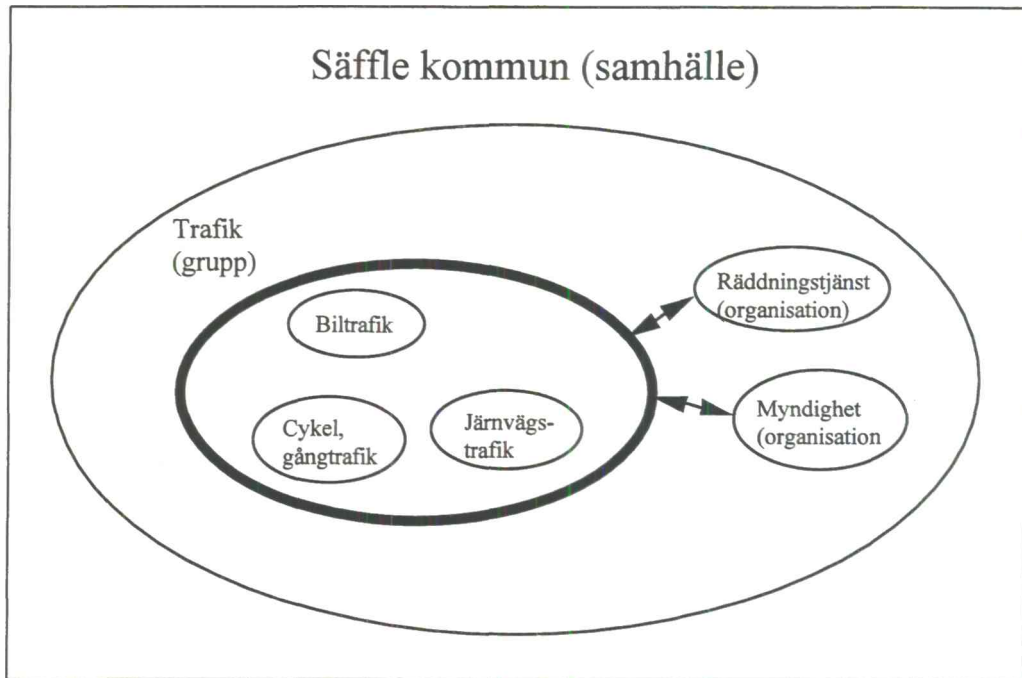 Säffle kommun (samhälle)
Trafik
(grupp)
Räddningstjänst
(organisation)
Biltrafik
Myndighet
(organisation
Cykel,
gångtrafik
Järnvägs-
trafik